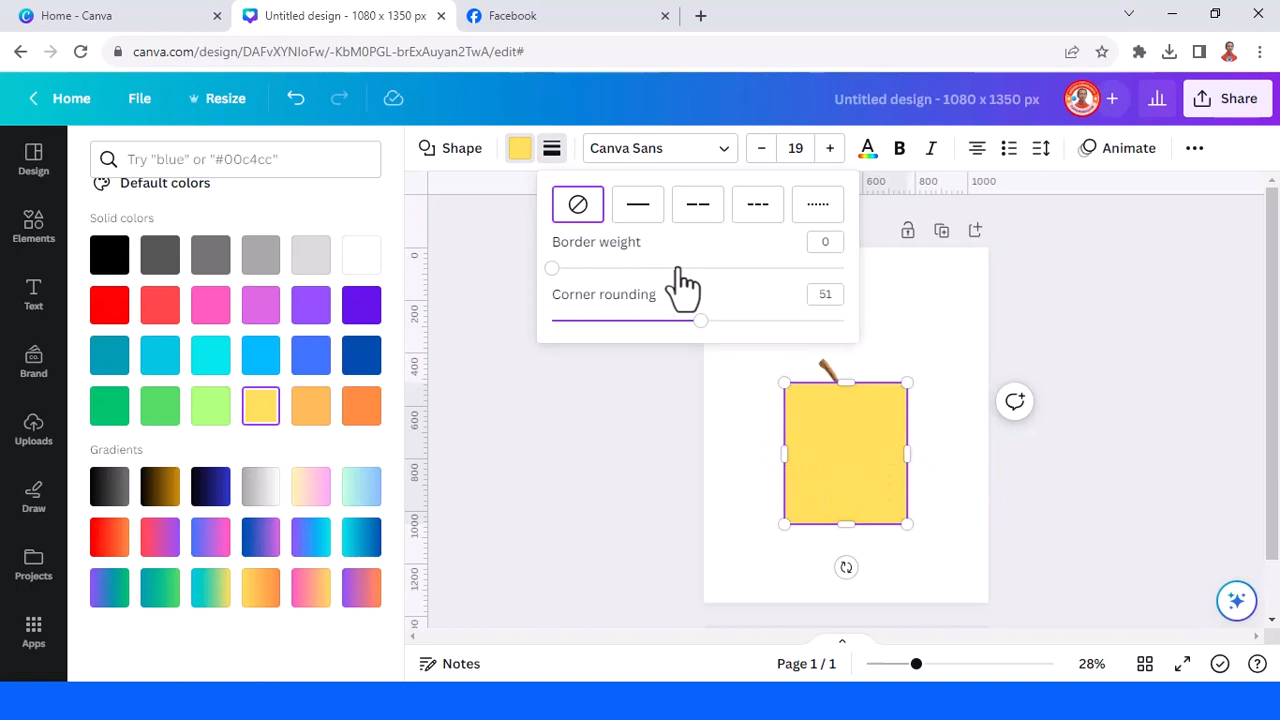 Home - Canva
Untitled design - 1080 x 1350 px
Facebook
canva.com/design/DAFvXYNIoFw/-KbM0PGL-brExAuyan2TwA/edit#
Home
File
Resize
Untitled design - 1080 x 1350 px
Share
Design
Elements
Text
Brand
Uploads
Draw
Projects
Apps
Try "blue" or "#00c4cc"
Default colors
Solid colors
Gradients
Shape
Canva Sans
19
A
B
I
Animate
600
800
1000
Border weight
0
Corner rounding
51
0
200
400
600
800
1000
1200
Notes
Page 1 / 1
28%